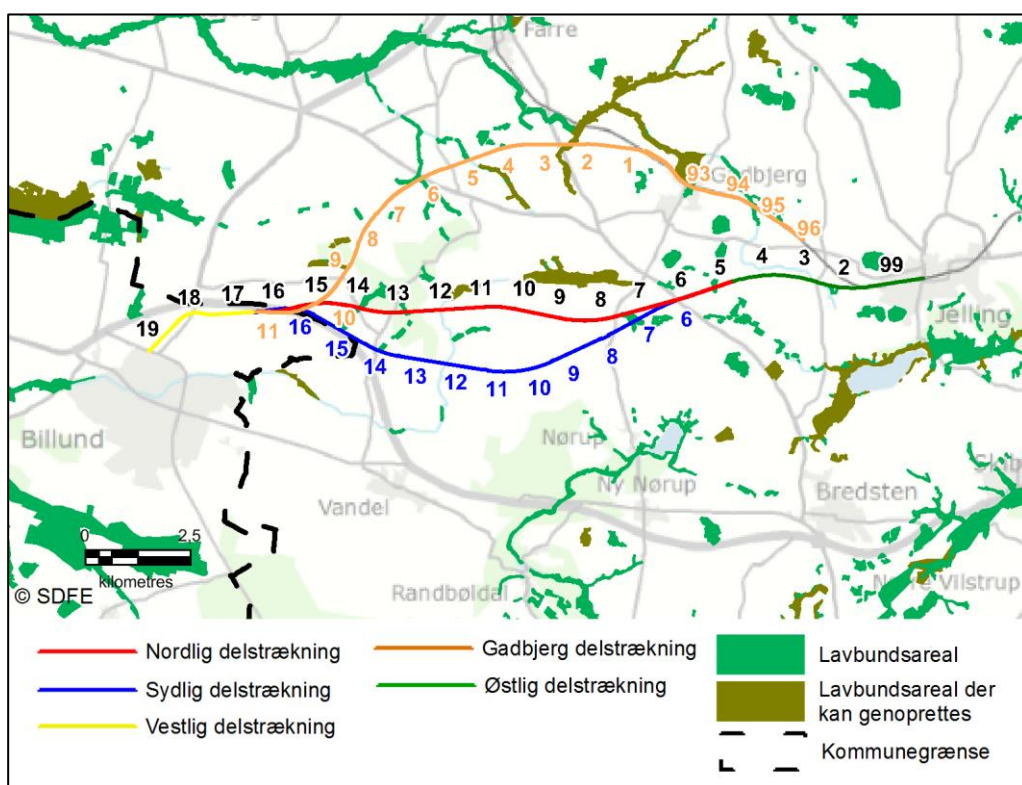 Farre
Gadbjerg
93
94
95
96
1
2
3
4
5
6
7
8
9
10
11
99
2
3
4
5
6
7
8
9
10
11
12
13
14
15
16
17
18
19
6
7
8
9
10
11
12
13
14
15
16
Jelling
Billund
Vandel
Nørup
Ny Nørup
Bredsten
Randbøldal
Nørre Vilstrup
0
2,5
kilometres
© SDFE
Nordlig delstrækning
Gadbjerg delstrækning
Lavbundsareal
Sydlig delstrækning
Østlig delstrækning
Lavbundsareal der
kan genoprettes
Vestlig delstrækning
Kommunegrænse